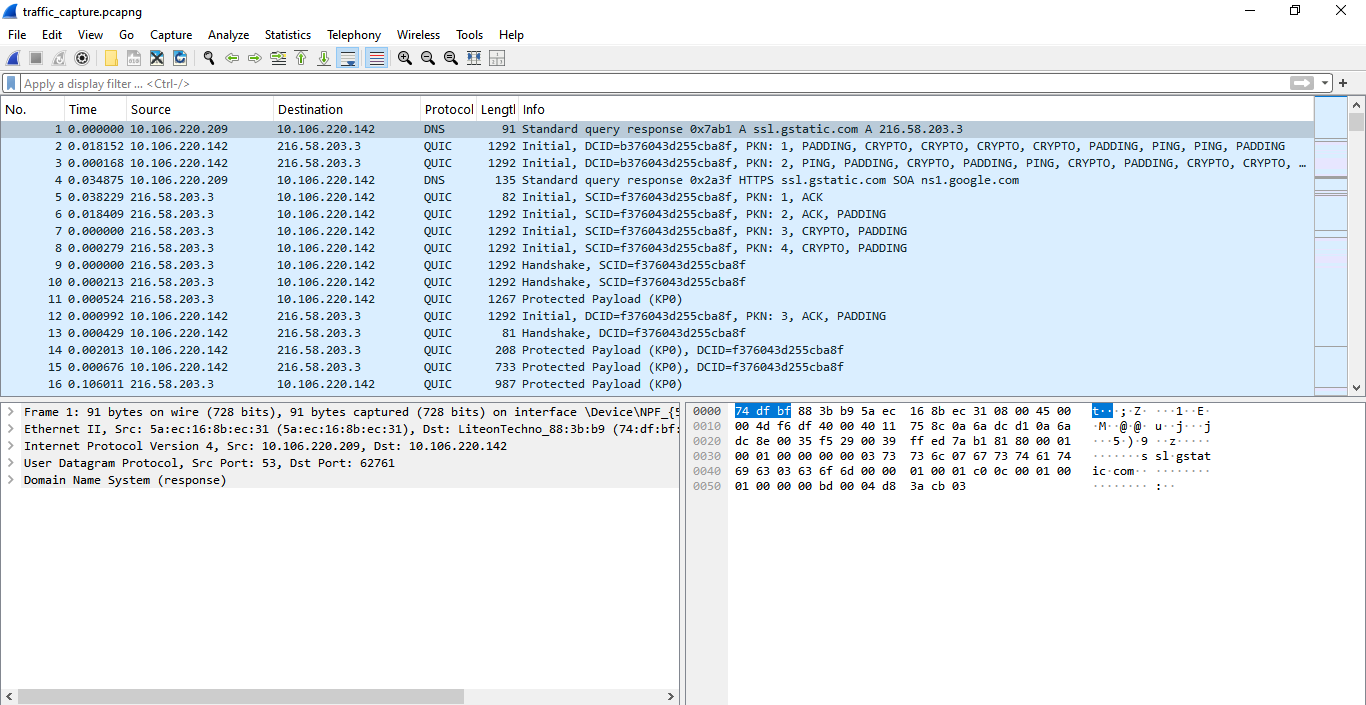 traffic_capture.pcapng
File Edit View Go Capture Analyze Statistics Telephony Wireless Tools Help
Apply a display filter ... <Ctrl-/>
No. Time Source Destination Protocol Lengtl Info
1 0.000000 10.106.220.209 10.106.220.142 DNS 91 Standard query response 0x7ab1 A ssl.gstatic.com A 216.58.203.3
2 0.018152 10.106.220.142 216.58.203.3 QUIC 1292 Initial, DCID=b376043d255cba8f, PKN: 1, PADDING, CRYPTO, CRYPTO, CRYPTO, CRYPTO, PADDING, PING, PING, PADDING
3 0.000168 10.106.220.142 216.58.203.3 QUIC 1292 Initial, DCID=b376043d255cba8f, PKN: 2, PING, PADDING, CRYPTO, PADDING, PING, CRYPTO, PADDING, CRYPTO, CRYPTO, …
4 0.034875 10.106.220.209 10.106.220.142 DNS 135 Standard query response 0x2a3f HTTPS ssl.gstatic.com SOA ns1.google.com
5 0.038229 216.58.203.3 10.106.220.142 QUIC 82 Initial, SCID=f376043d255cba8f, PKN: 1, ACK
6 0.018409 216.58.203.3 10.106.220.142 QUIC 1292 Initial, SCID=f376043d255cba8f, PKN: 2, ACK, PADDING
7 0.000000 216.58.203.3 10.106.220.142 QUIC 1292 Initial, SCID=f376043d255cba8f, PKN: 3, CRYPTO, PADDING
8 0.000279 216.58.203.3 10.106.220.142 QUIC 1292 Initial, SCID=f376043d255cba8f, PKN: 4, CRYPTO, PADDING
9 0.000000 216.58.203.3 10.106.220.142 QUIC 1292 Handshake, SCID=f376043d255cba8f
10 0.000213 216.58.203.3 10.106.220.142 QUIC 1292 Handshake, SCID=f376043d255cba8f
11 0.000524 216.58.203.3 10.106.220.142 QUIC 1267 Protected Payload (KP0)
12 0.000992 10.106.220.142 216.58.203.3 QUIC 1292 Initial, DCID=f376043d255cba8f, PKN: 3, ACK, PADDING
13 0.000429 10.106.220.142 216.58.203.3 QUIC 81 Handshake, DCID=f376043d255cba8f
14 0.002013 10.106.220.142 216.58.203.3 QUIC 208 Protected Payload (KP0), DCID=f376043d255cba8f
15 0.000676 10.106.220.142 216.58.203.3 QUIC 733 Protected Payload (KP0), DCID=f376043d255cba8f
16 0.106011 216.58.203.3 10.106.220.142 QUIC 987 Protected Payload (KP0)
Frame 1: 91 bytes on wire (728 bits), 91 bytes captured (728 bits) on interface \Device\NPF_{5
Ethernet II, Src: 5a:ec:16:8b:ec:31 (5a:ec:16:8b:ec:31), Dst: LiteonTechno_88:3b:b9 (74:df:bf:
Internet Protocol Version 4, Src: 10.106.220.209, Dst: 10.106.220.142
User Datagram Protocol, Src Port: 53, Dst Port: 62761
Domain Name System (response)
0000 74 df bf 88 3b b9 5a ec 16 8b ec 31 08 00 45 00 t···;·Z· ···1··E·
0010 00 4d f6 df 40 00 40 11 75 8c 0a 6a dc d1 0a 6a ·M··@·@· u··j···j
0020 dc 8e 00 35 f5 29 00 39 ff ed 7a b1 81 80 00 01 ···5·)·9 ··z·····
0030 00 01 00 00 00 00 03 73 73 6c 07 67 73 74 61 74 ·······s sl·gstat
0040 69 63 03 63 6f 6d 00 00 01 00 01 c0 0c 00 01 00 ic·com·· ········
0050 01 00 00 00 bd 00 04 d8 3a cb 03 ········ :··